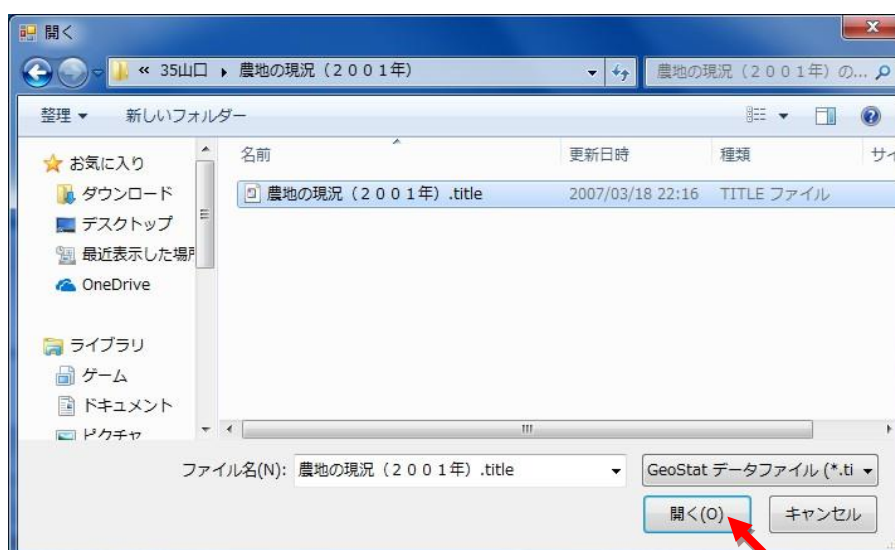 開く
« 35山口 ▸ 農地の現況（２００１年） 農地の現況（２００１年）の...
整理 ▼ 新しいフォルダー
お気に入り
ダウンロード
デスクトップ
最近表示した場
OneDrive
ライブラリ
ゲーム
ドキュメント
ピクチャ
名前 更新日時 種類 サイ
農地の現況（２００１年）.title 2007/03/18 22:16 TITLE ファイル
ファイル名(N): 農地の現況（２００１年）.title GeoStat データファイル (*.ti
開く(O) キャンセル